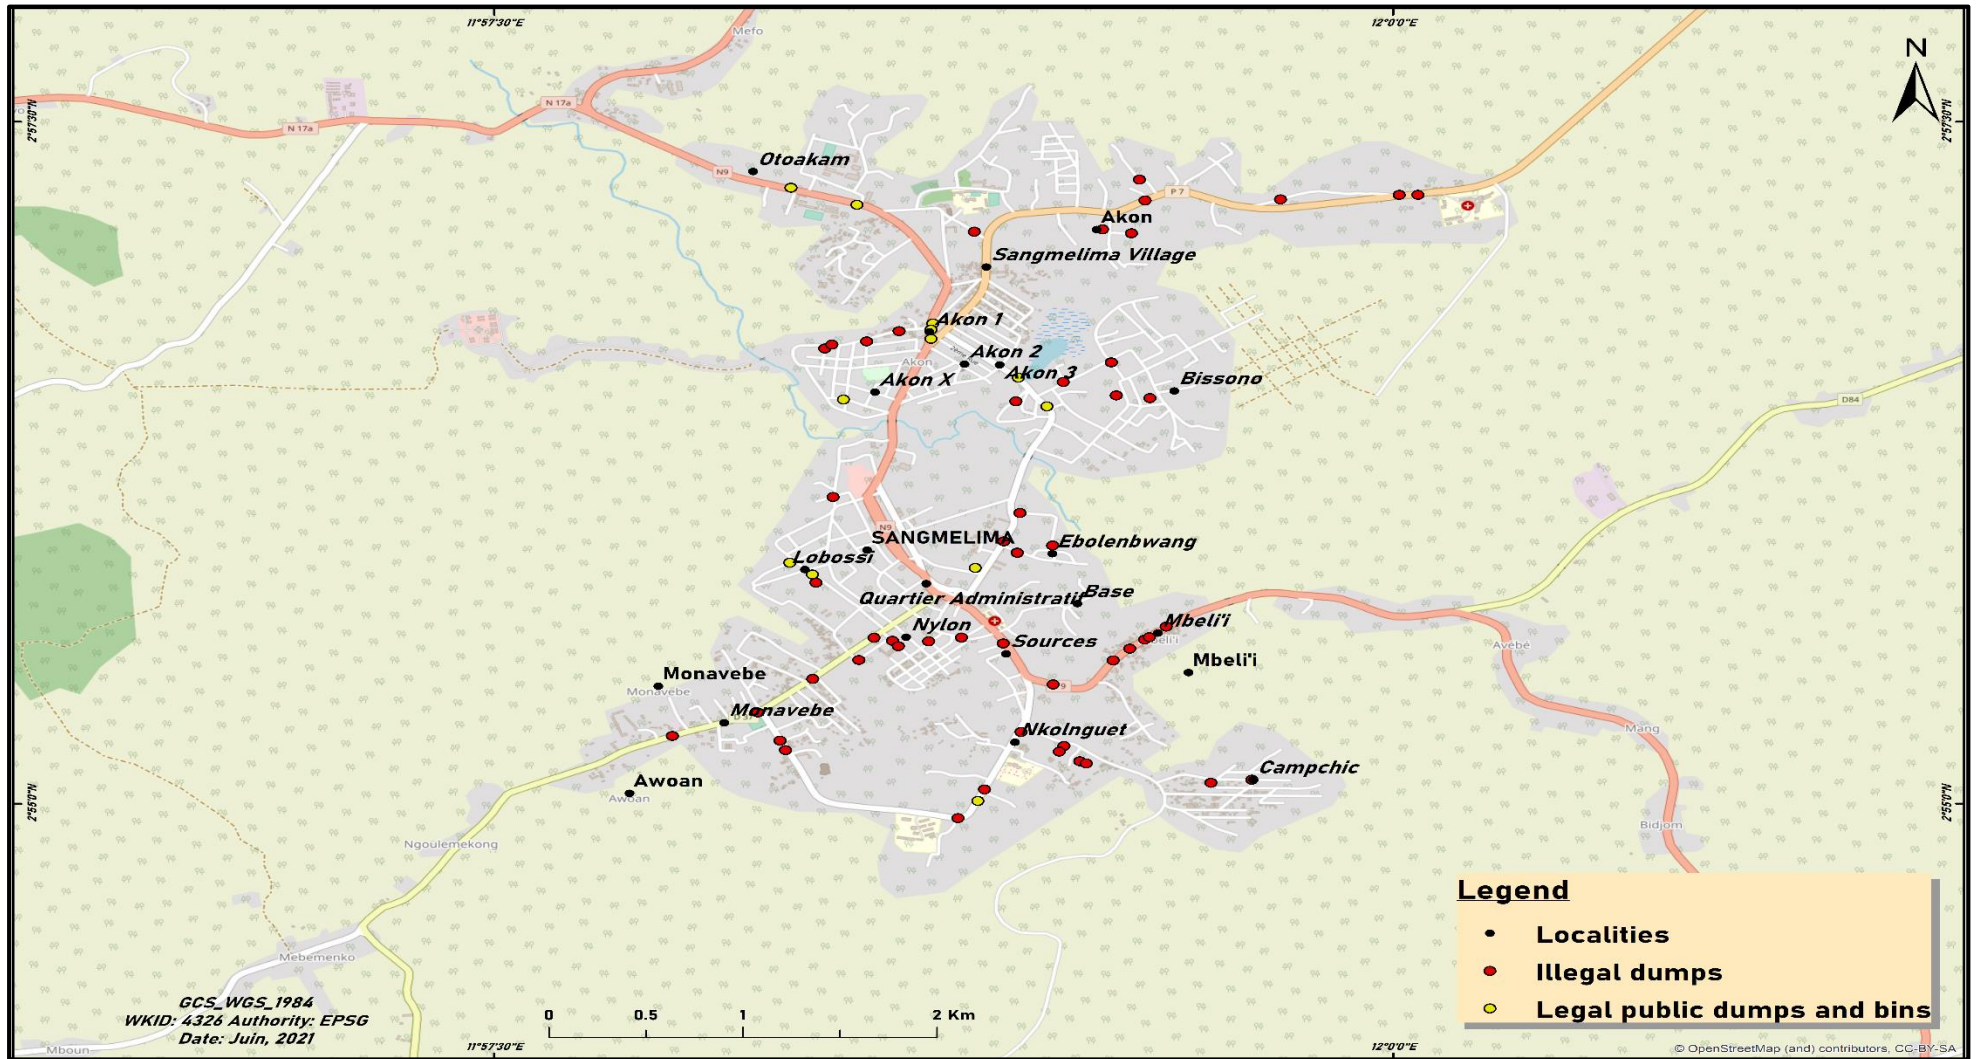 11°57'30"E
12°0'0"E
Mefo
N
N 17a
N 17a
2°57'30"N
2°57'30"N
Otoakam
N9
P 7
Akon
Sangmelima Village
Akon 1
Akon 2
Akon
Akon 3
Akon X
Bissono
D84
N9
SANGMELIMA
Ebolenbwang
Lobossi
Base
Quartier Administratif
Nylon
Mbeli'i
Sources
Avebé
Mbeli'i
Monavebe
Monavebe
Monavebe
Nkolnguet
Mang
Campchic
Awoan
Awoan
2°55'0"N
2°55'0"N
Bidjom
Ngoulemekong
Legend
Localities
Illegal dumps
Legal public dumps and bins
Mebemenko
GCS_WGS_1984
WKID: 4326 Authority: EPSG
Date: Juin, 2021
0 0.5 1 2 Km
Mboun
11°57'30"E
12°0'0"E
© OpenStreetMap (and) contributors, CC-BY-SA